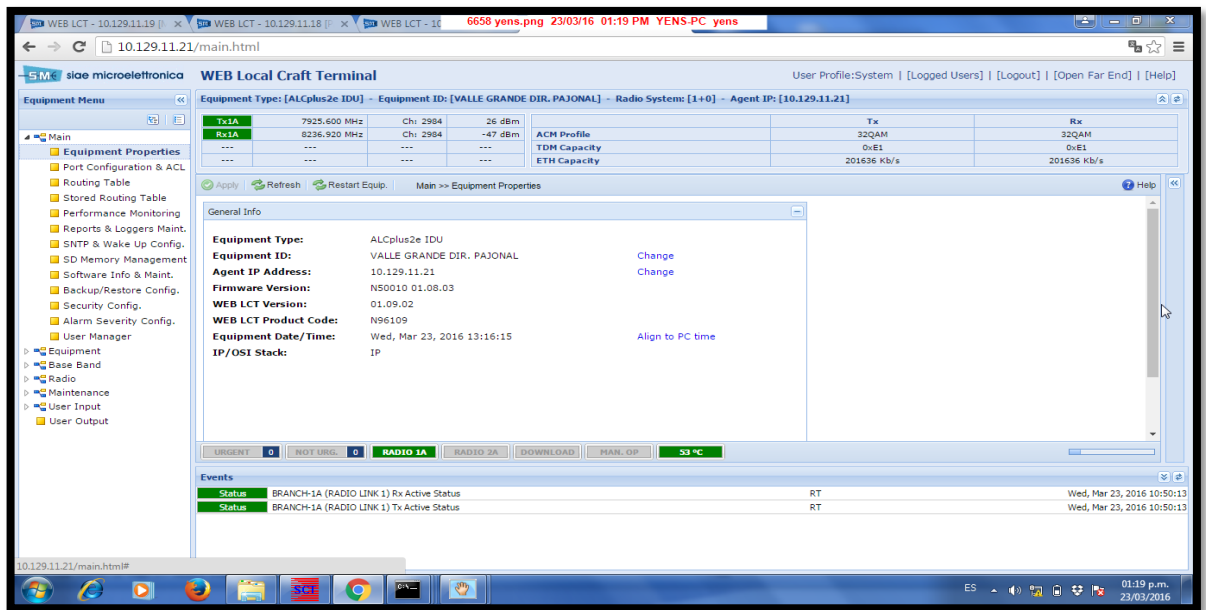 WEB LCT - 10.129.11.19 [
WEB LCT - 10.129.11.18 [P
WEB LCT - 10
6658 yens.png 23/03/16 01:19 PM YENS-PC yens
10.129.11.21/main.html
siae microelettronica
WEB Local Craft Terminal
User Profile:System | [Logged Users] | [Logout] | [Open Far End] | [Help]
Equipment Menu
Equipment Type: [ALCplus2e IDU] - Equipment ID: [VALLE GRANDE DIR. PAJONAL] - Radio System: [1+0] - Agent IP: [10.129.11.21]
Main
Equipment Properties
Port Configuration & ACL
Routing Table
Stored Routing Table
Performance Monitoring
Reports & Loggers Maint.
SNTP & Wake Up Config.
SD Memory Management
Software Info & Maint.
Backup/Restore Config.
Security Config.
Alarm Severity Config.
User Manager
Equipment
Base Band
Radio
Maintenance
User Input
User Output
Tx1A 7925.600 MHz Ch: 2984 26 dBm
Rx1A 8236.920 MHz Ch: 2984 -47 dBm
--- --- --- ---
--- --- --- ---
Tx Rx
ACM Profile 32QAM 32QAM
TDM Capacity 0xE1 0xE1
ETH Capacity 201636 Kb/s 201636 Kb/s
Apply Refresh Restart Equip. Main >> Equipment Properties Help
General Info
Equipment Type: ALCplus2e IDU
Equipment ID: VALLE GRANDE DIR. PAJONAL Change
Agent IP Address: 10.129.11.21 Change
Firmware Version: N50010 01.08.03
WEB LCT Version: 01.09.02
WEB LCT Product Code: N96109
Equipment Date/Time: Wed, Mar 23, 2016 13:16:15 Align to PC time
IP/OSI Stack: IP
URGENT 0 NOT URG. 0 RADIO 1A RADIO 2A DOWNLOAD MAN. OP 53 ºC
Events
Status BRANCH-1A (RADIO LINK 1) Rx Active Status RT Wed, Mar 23, 2016 10:50:13
Status BRANCH-1A (RADIO LINK 1) Tx Active Status RT Wed, Mar 23, 2016 10:50:13
10.129.11.21/main.html#
ES
01:19 p.m.
23/03/2016